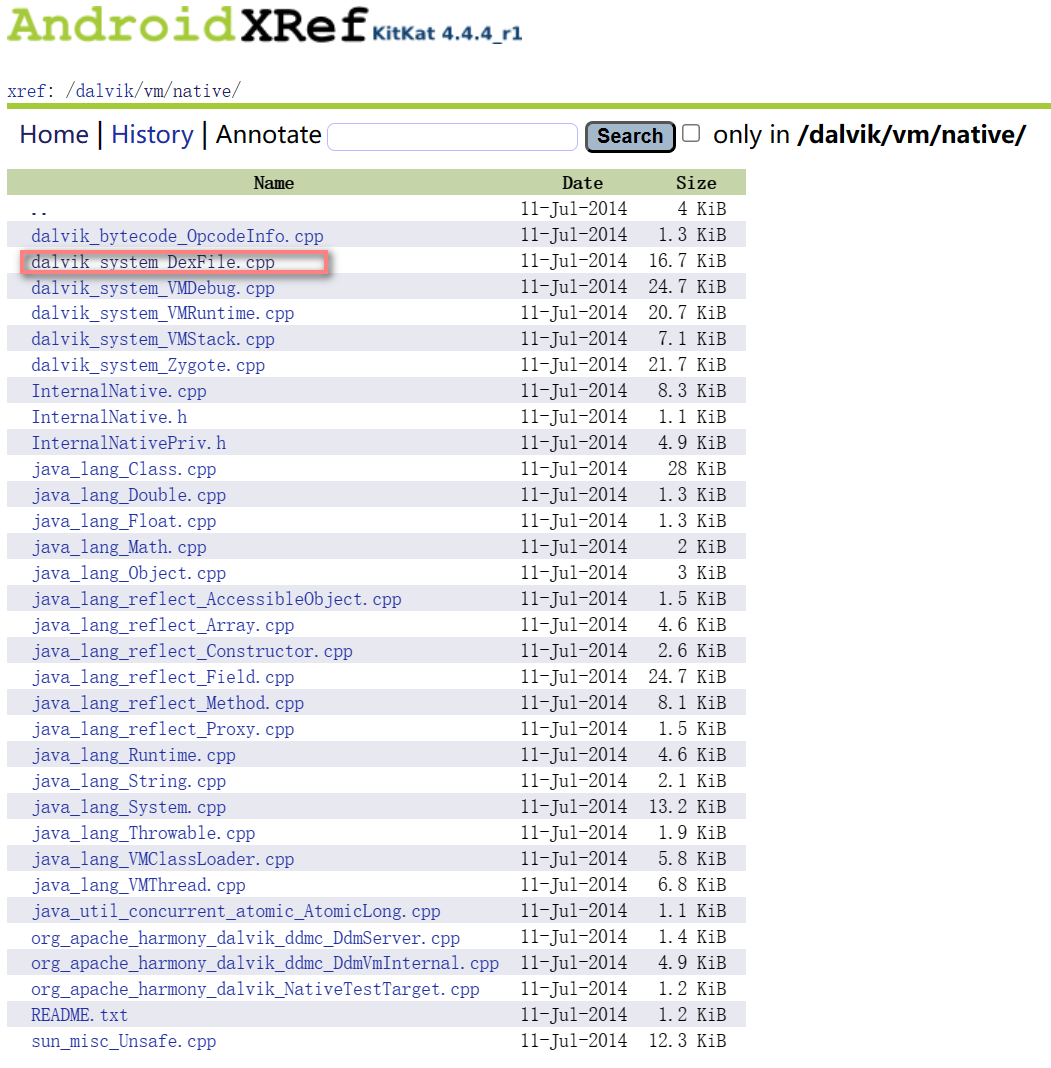 AndroidXRef KitKat 4.4.4_r1
xref: /dalvik/vm/native/
Home | History | Annotate Search only in /dalvik/vm/native/
Name Date Size
.. 11-Jul-2014 4 KiB
dalvik_bytecode_OpcodeInfo.cpp 11-Jul-2014 1.3 KiB
dalvik_system_DexFile.cpp 11-Jul-2014 16.7 KiB
dalvik_system_VMDebug.cpp 11-Jul-2014 24.7 KiB
dalvik_system_VMRuntime.cpp 11-Jul-2014 20.7 KiB
dalvik_system_VMStack.cpp 11-Jul-2014 7.1 KiB
dalvik_system_Zygote.cpp 11-Jul-2014 21.7 KiB
InternalNative.cpp 11-Jul-2014 8.3 KiB
InternalNative.h 11-Jul-2014 1.1 KiB
InternalNativePriv.h 11-Jul-2014 4.9 KiB
java_lang_Class.cpp 11-Jul-2014 28 KiB
java_lang_Double.cpp 11-Jul-2014 1.3 KiB
java_lang_Float.cpp 11-Jul-2014 1.3 KiB
java_lang_Math.cpp 11-Jul-2014 2 KiB
java_lang_Object.cpp 11-Jul-2014 3 KiB
java_lang_reflect_AccessibleObject.cpp 11-Jul-2014 1.5 KiB
java_lang_reflect_Array.cpp 11-Jul-2014 4.6 KiB
java_lang_reflect_Constructor.cpp 11-Jul-2014 2.6 KiB
java_lang_reflect_Field.cpp 11-Jul-2014 24.7 KiB
java_lang_reflect_Method.cpp 11-Jul-2014 8.1 KiB
java_lang_reflect_Proxy.cpp 11-Jul-2014 1.5 KiB
java_lang_Runtime.cpp 11-Jul-2014 4.6 KiB
java_lang_String.cpp 11-Jul-2014 2.1 KiB
java_lang_System.cpp 11-Jul-2014 13.2 KiB
java_lang_Throwable.cpp 11-Jul-2014 1.9 KiB
java_lang_VMClassLoader.cpp 11-Jul-2014 5.8 KiB
java_lang_VMThread.cpp 11-Jul-2014 6.8 KiB
java_util_concurrent_atomic_AtomicLong.cpp 11-Jul-2014 1.1 KiB
org_apache_harmony_dalvik_ddmc_DdmServer.cpp 11-Jul-2014 1.4 KiB
org_apache_harmony_dalvik_ddmc_DdmVmInternal.cpp 11-Jul-2014 4.9 KiB
org_apache_harmony_dalvik_NativeTestTarget.cpp 11-Jul-2014 1.2 KiB
README.txt 11-Jul-2014 1.2 KiB
sun_misc_Unsafe.cpp 11-Jul-2014 12.3 KiB